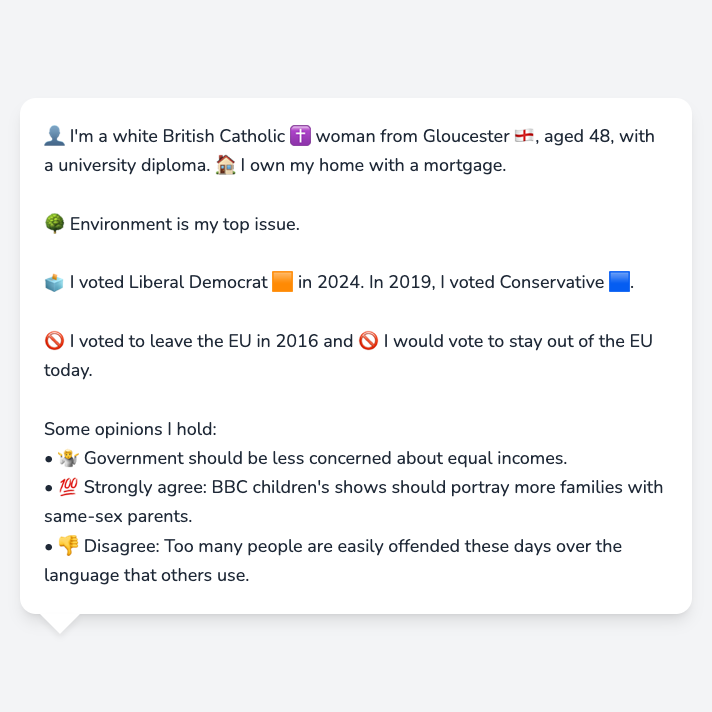 👤 I'm a white British Catholic ✝️ woman from Gloucester 🏴󠁧󠁢󠁥󠁮󠁧󠁿, aged 48, with
a university diploma. 🏠 I own my home with a mortgage.
🌳 Environment is my top issue.
🗳️ I voted Liberal Democrat 🟧 in 2024. In 2019, I voted Conservative 🟦.
🚫 I voted to leave the EU in 2016 and 🚫 I would vote to stay out of the EU
today.
Some opinions I hold:
• 🤷 Government should be less concerned about equal incomes.
• 💯 Strongly agree: BBC children's shows should portray more families with
same-sex parents.
• 👎 Disagree: Too many people are easily offended these days over the
language that others use.